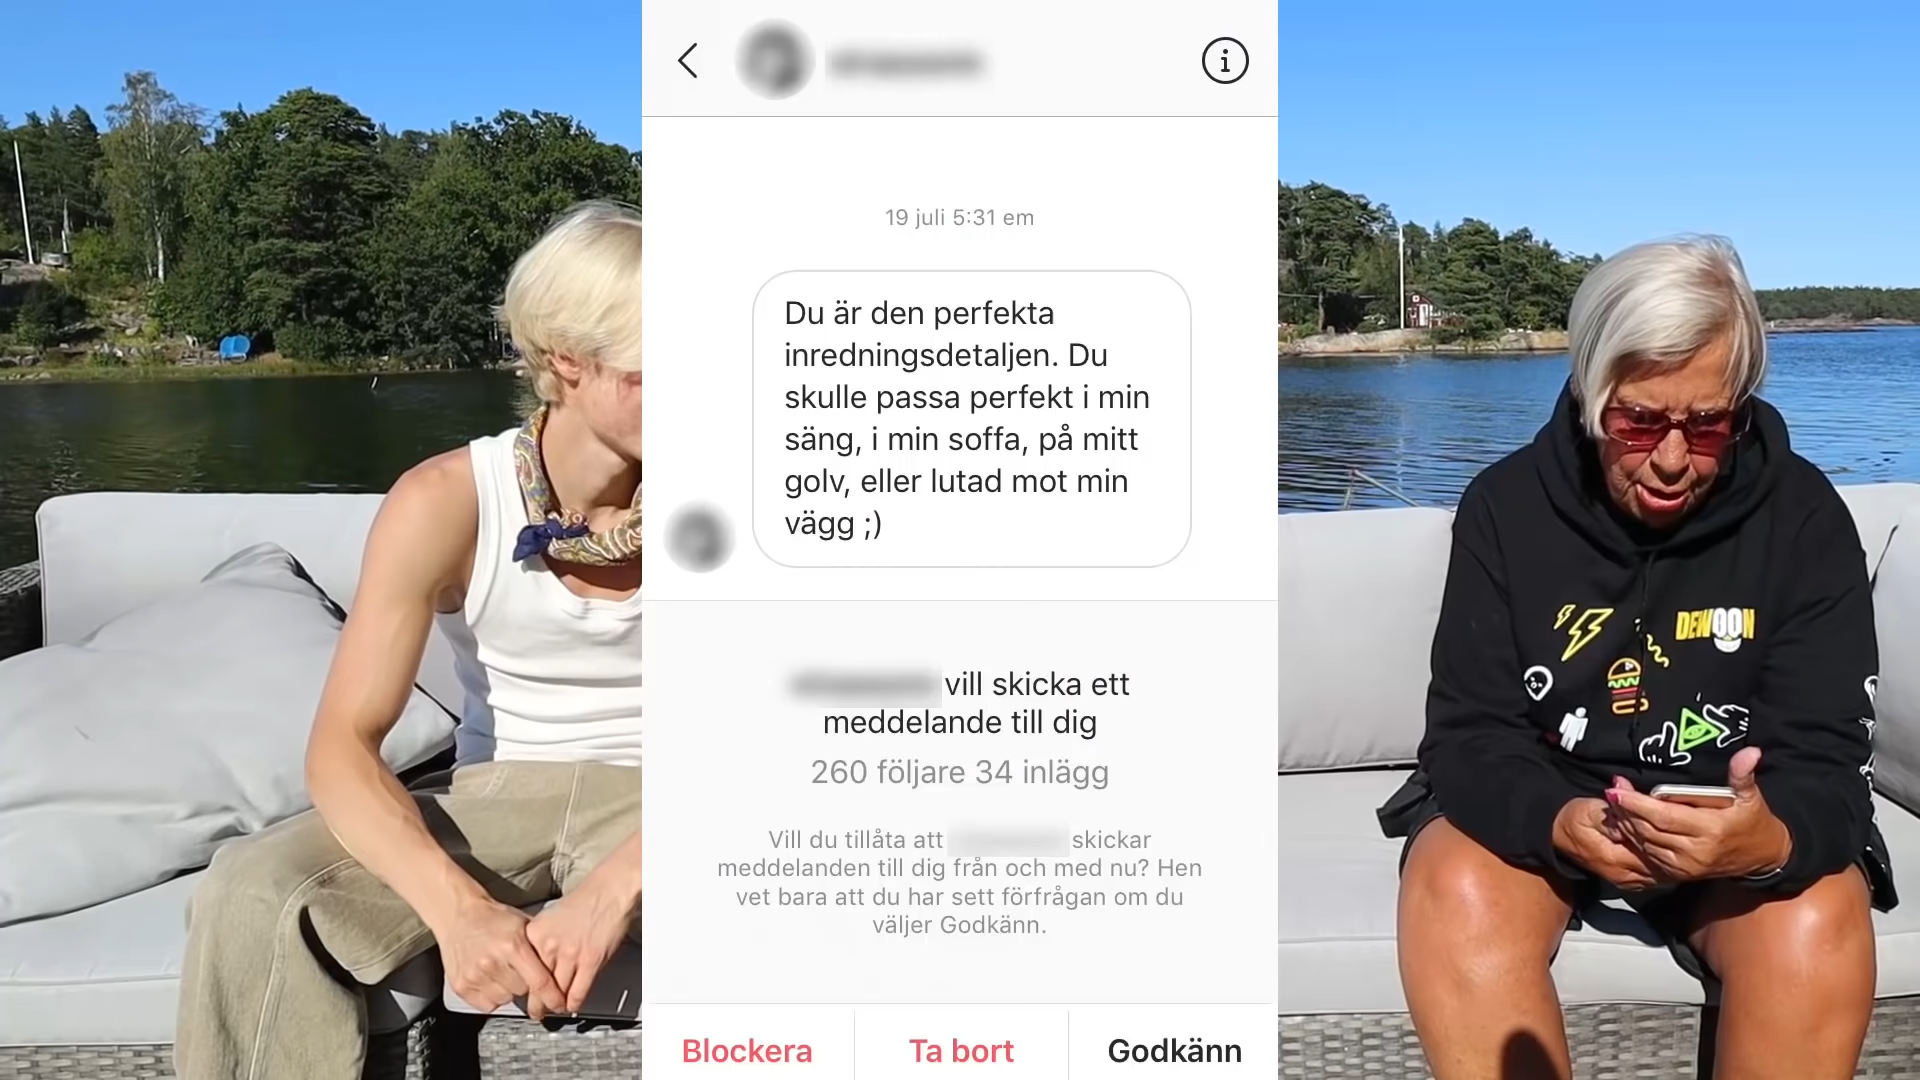 19 juli 5:31 em
Du är den perfekta
inredningsdetaljen. Du
skulle passa perfekt i min
säng, i min soffa, på mitt
golv, eller lutad mot min
vägg ;)
vill skicka ett
meddelande till dig
260 följare 34 inlägg
Vill du tillåta att
skickar
meddelanden till dig från och med nu? Hen
vet bara att du har sett förfrågan om du
väljer Godkänn.
Blockera
Ta bort
Godkänn
DEWOON